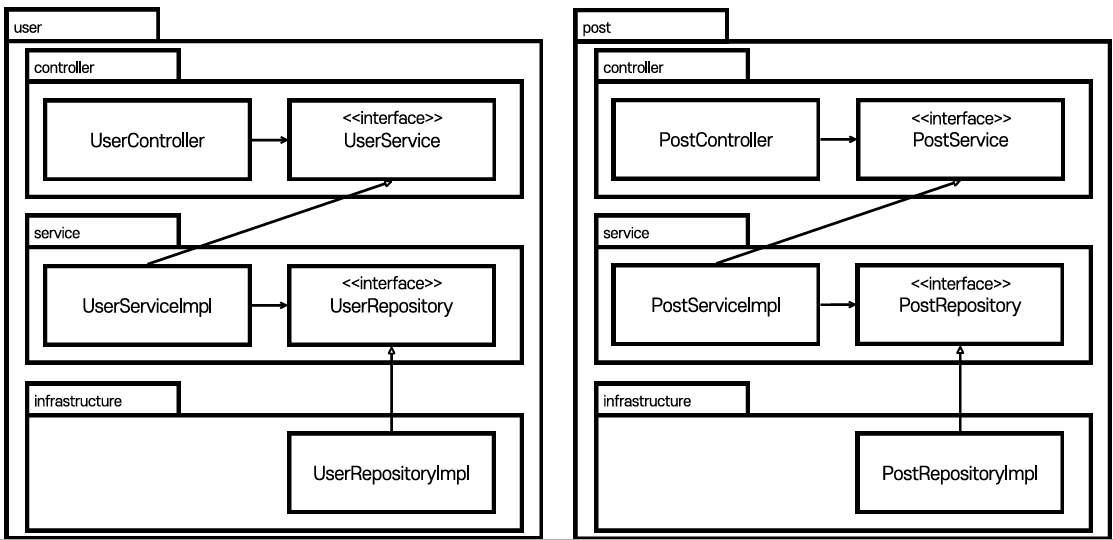 user
controller
UserController
<<interface>>
UserService
service
UserServiceImpl
<<interface>>
UserRepository
infrastructure
UserRepositoryImpl
post
controller
PostController
<<interface>>
PostService
service
PostServiceImpl
<<interface>>
PostRepository
infrastructure
PostRepositoryImpl